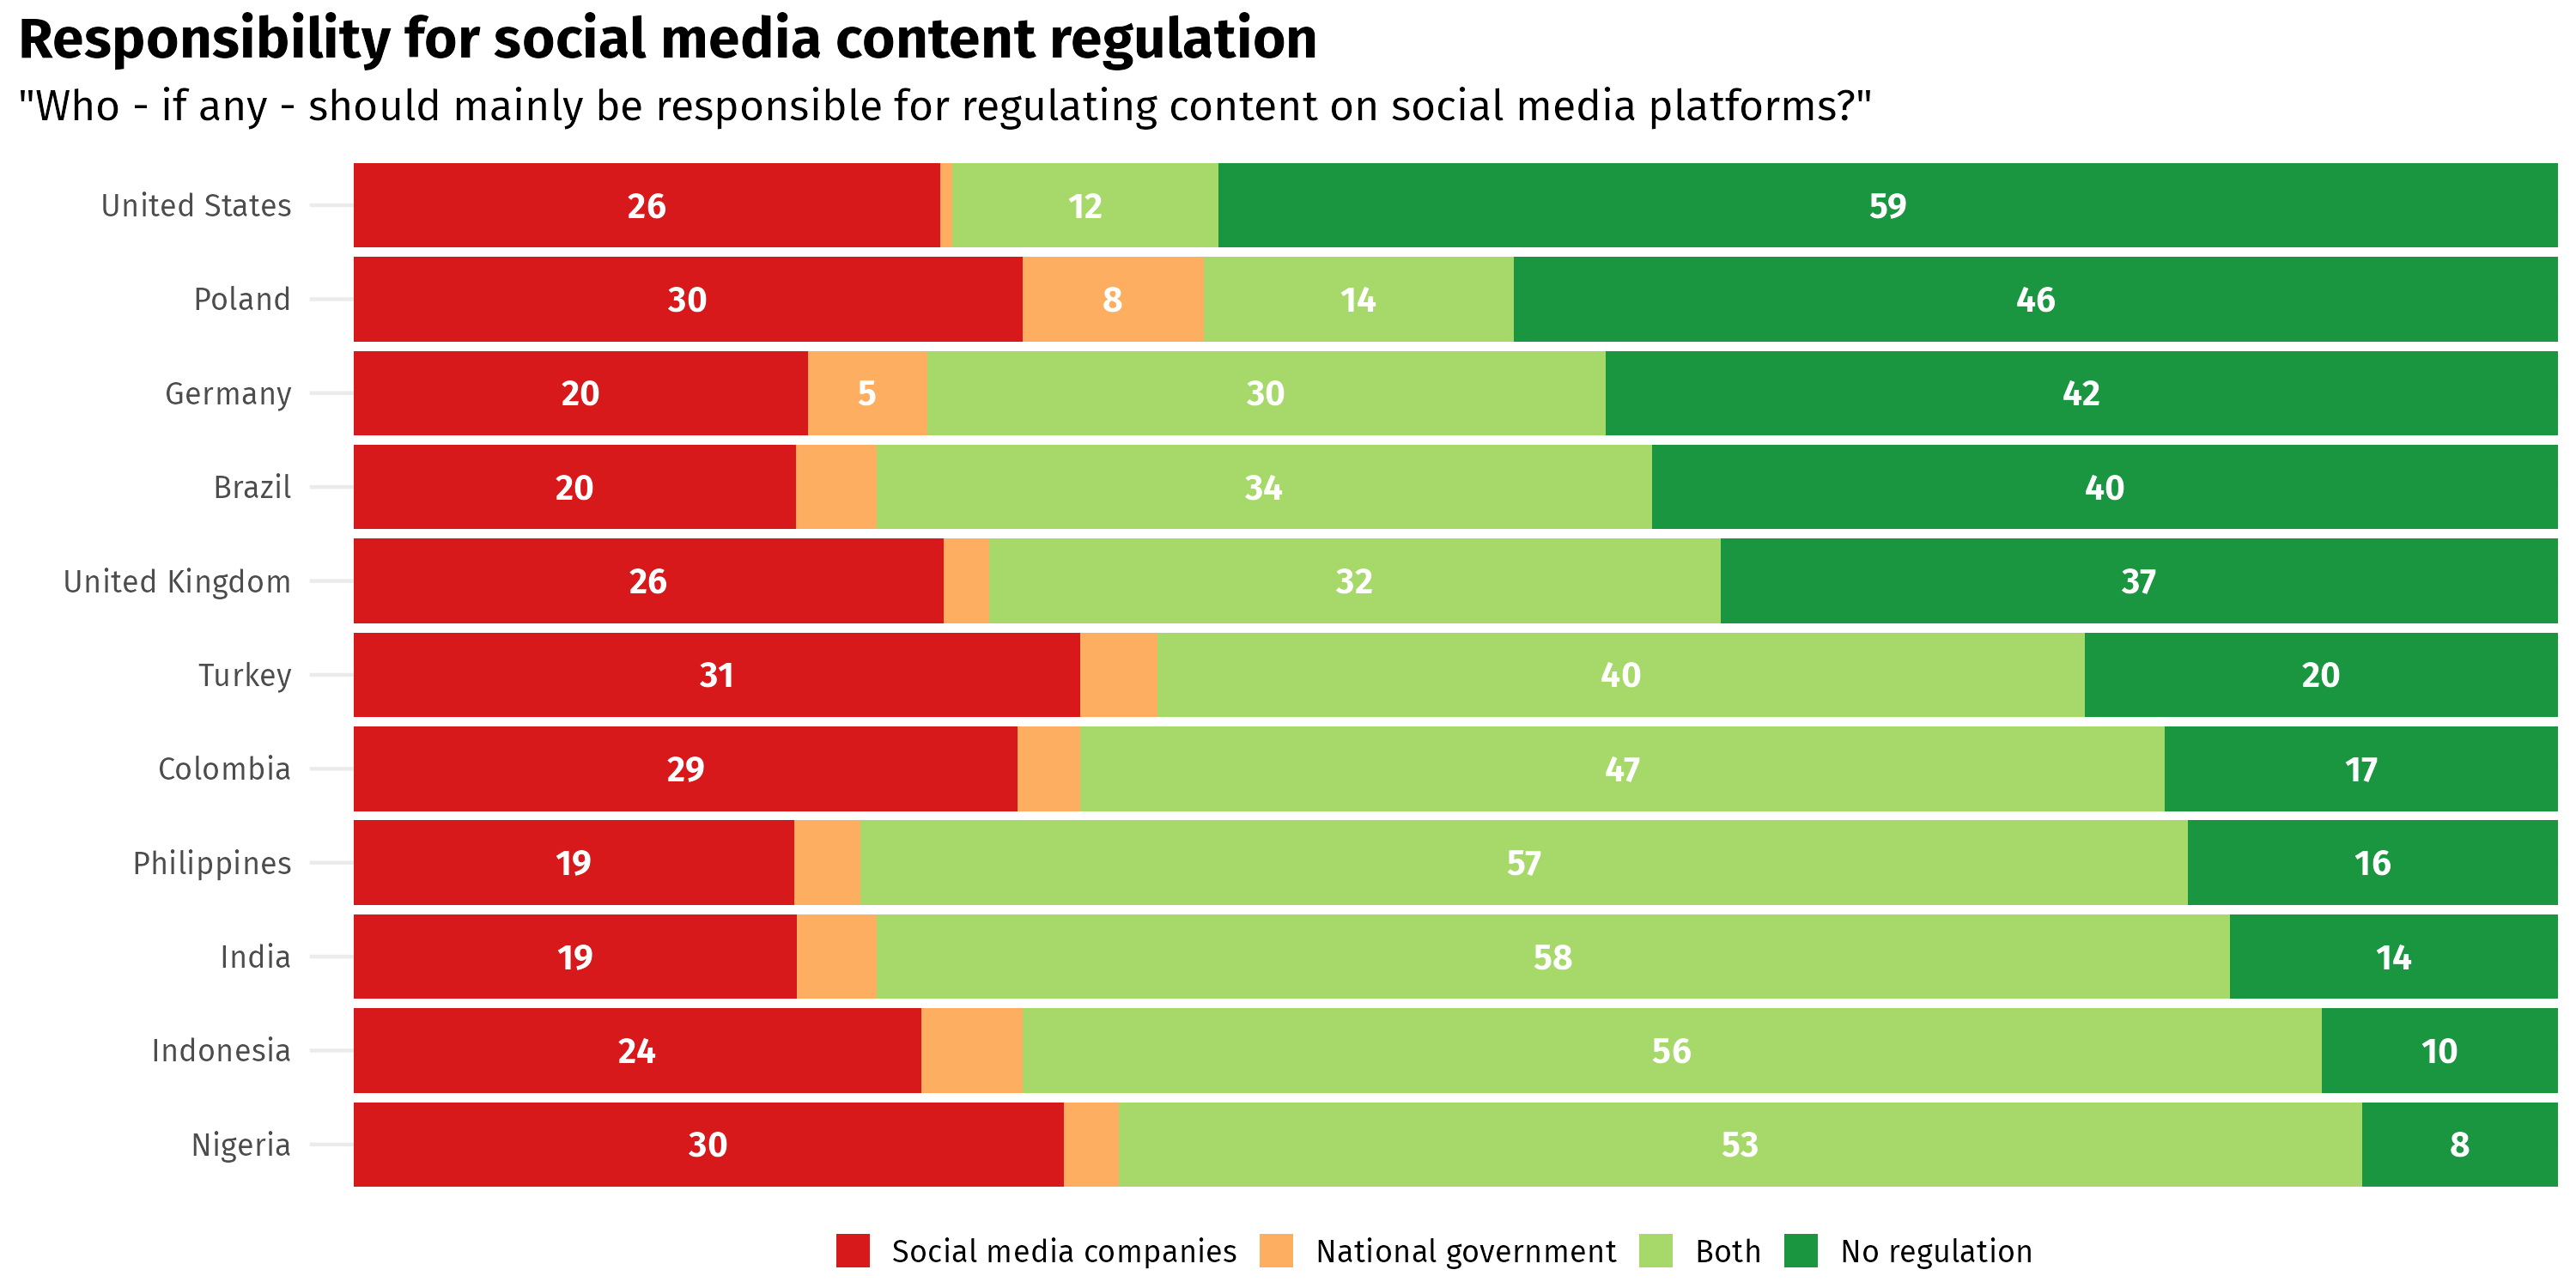 Responsibility for social media content regulation
"Who - if any - should mainly be responsible for regulating content on social media platforms?"
United States 26 12 59
Poland 30 8 14 46
Germany 20 5 30 42
Brazil 20 34 40
United Kingdom 26 32 37
Turkey 31 40 20
Colombia 29 47 17
Philippines 19 57 16
India 19 58 14
Indonesia 24 56 10
Nigeria 30 53 8
Social media companies National government Both No regulation